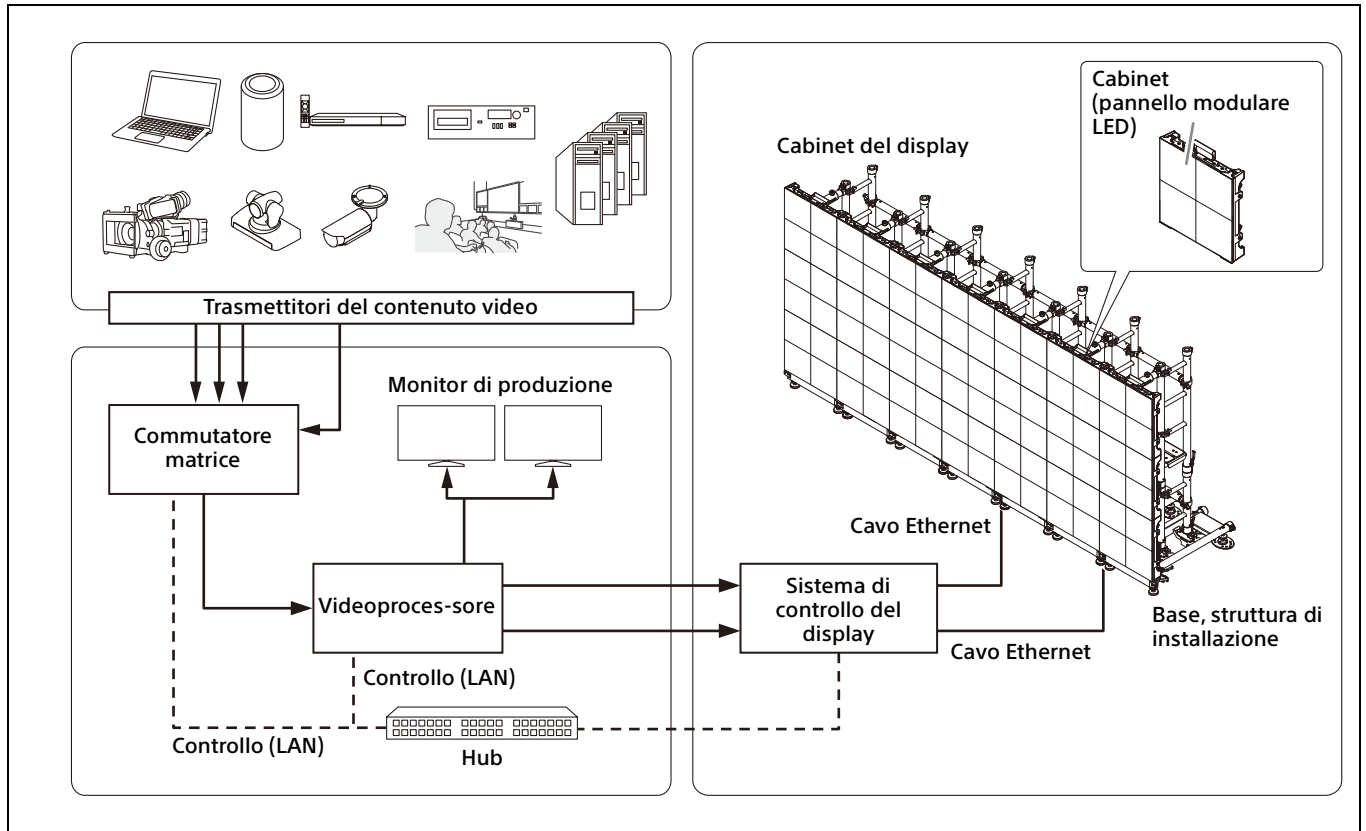 Cabinet
(pannello modulare
LED)
Cabinet del display
Trasmettitori del contenuto video
Monitor di produzione
Commutatore
matrice
Cavo Ethernet
Videoproces-sore
Sistema di
controllo del
display
Base, struttura di
installazione
Cavo Ethernet
Controllo (LAN)
Controllo (LAN)
Hub